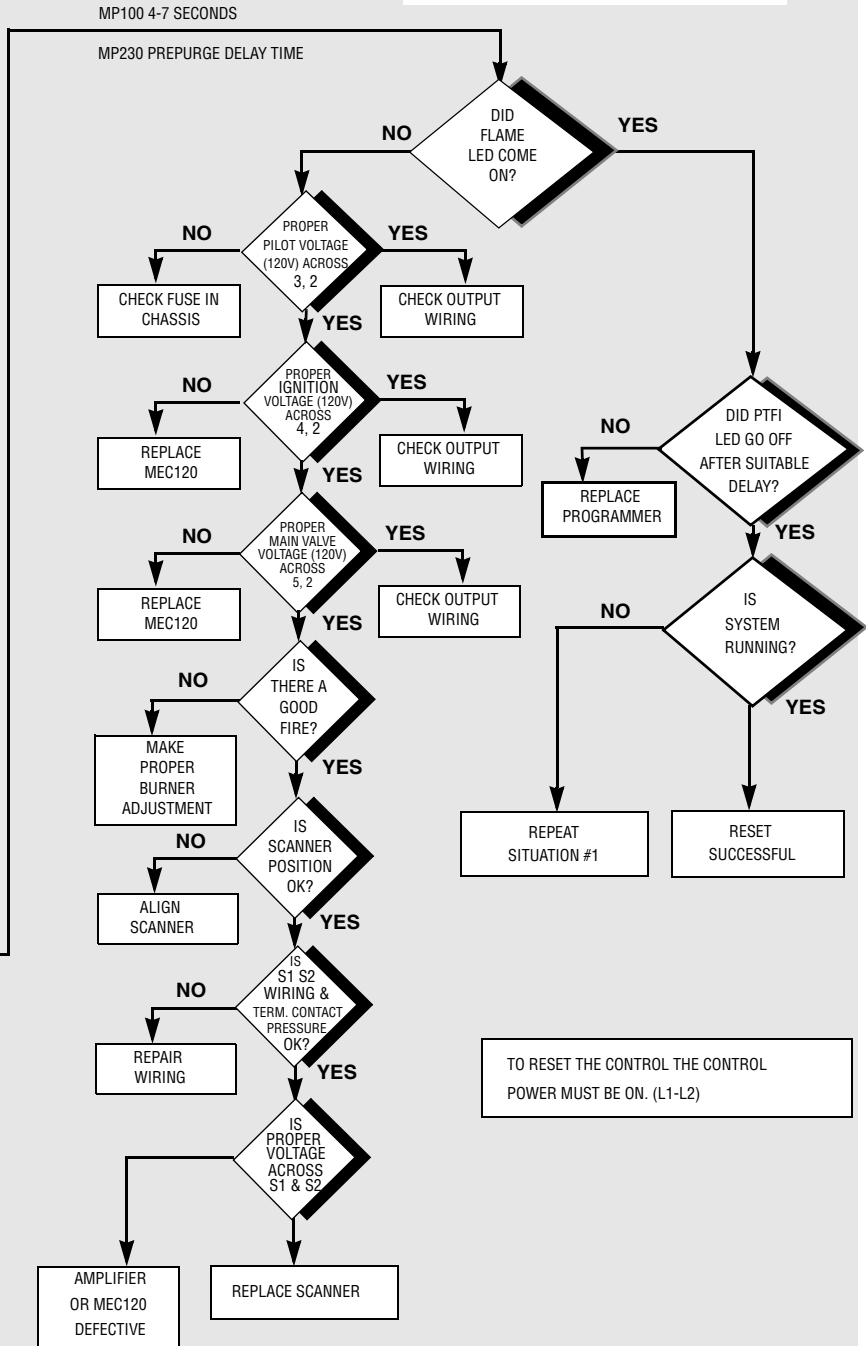 MP100 4-7 SECONDS
MP230 PREPURGE DELAY TIME
DID
FLAME
LED COME
ON?
NO
YES
PROPER
PILOT VOLTAGE
(120V) ACROSS
3, 2
NO
YES
CHECK FUSE IN
CHASSIS
CHECK OUTPUT
WIRING
YES
PROPER
IGNITION
VOLTAGE (120V)
ACROSS
4, 2
NO
YES
REPLACE
MEC120
CHECK OUTPUT
WIRING
YES
PROPER
MAIN VALVE
VOLTAGE (120V)
ACROSS
5, 2
NO
YES
REPLACE
MEC120
CHECK OUTPUT
WIRING
YES
IS
THERE A
GOOD
FIRE?
NO
MAKE
PROPER
BURNER
ADJUSTMENT
YES
IS
SCANNER
POSITION
OK?
NO
ALIGN
SCANNER
YES
IS
S1 S2
WIRING &
TERM. CONTACT
PRESSURE
OK?
NO
REPAIR
WIRING
YES
IS
PROPER
VOLTAGE
ACROSS
S1 & S2
AMPLIFIER
OR MEC120
DEFECTIVE
REPLACE SCANNER
DID PTFI
LED GO OFF
AFTER SUITABLE
DELAY?
NO
REPLACE
PROGRAMMER
YES
IS
SYSTEM
RUNNING?
NO
YES
REPEAT
SITUATION #1
RESET
SUCCESSFUL
TO RESET THE CONTROL THE CONTROL
POWER MUST BE ON. (L1-L2)